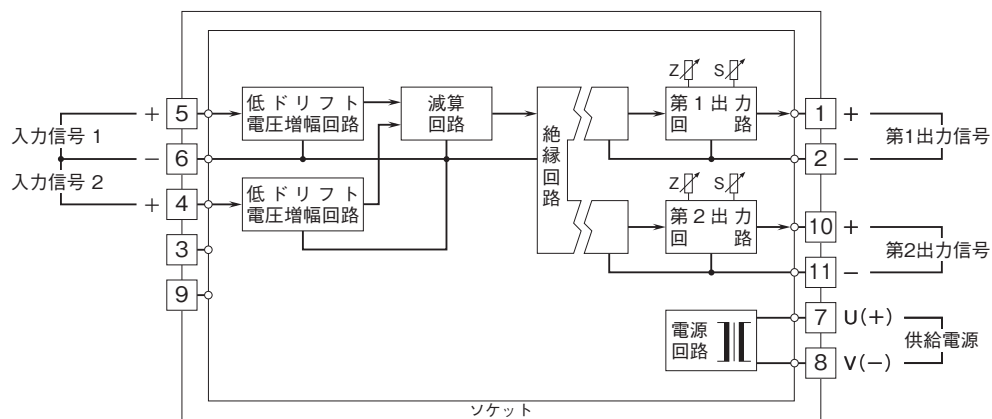 入力信号 1
入力信号 2
+ 5
− 6
+ 4
3
9
低ドリフト
電圧増幅回路
低ドリフト
電圧増幅回路
減算
回路
絶縁回路
Z S
第1出力
回 路
Z S
第2出力
回 路
電源
回路
1 +
2 −
第1出力信号
10 +
11 −
第2出力信号
7 U(+)
8 V(−)
供給電源
ソケット